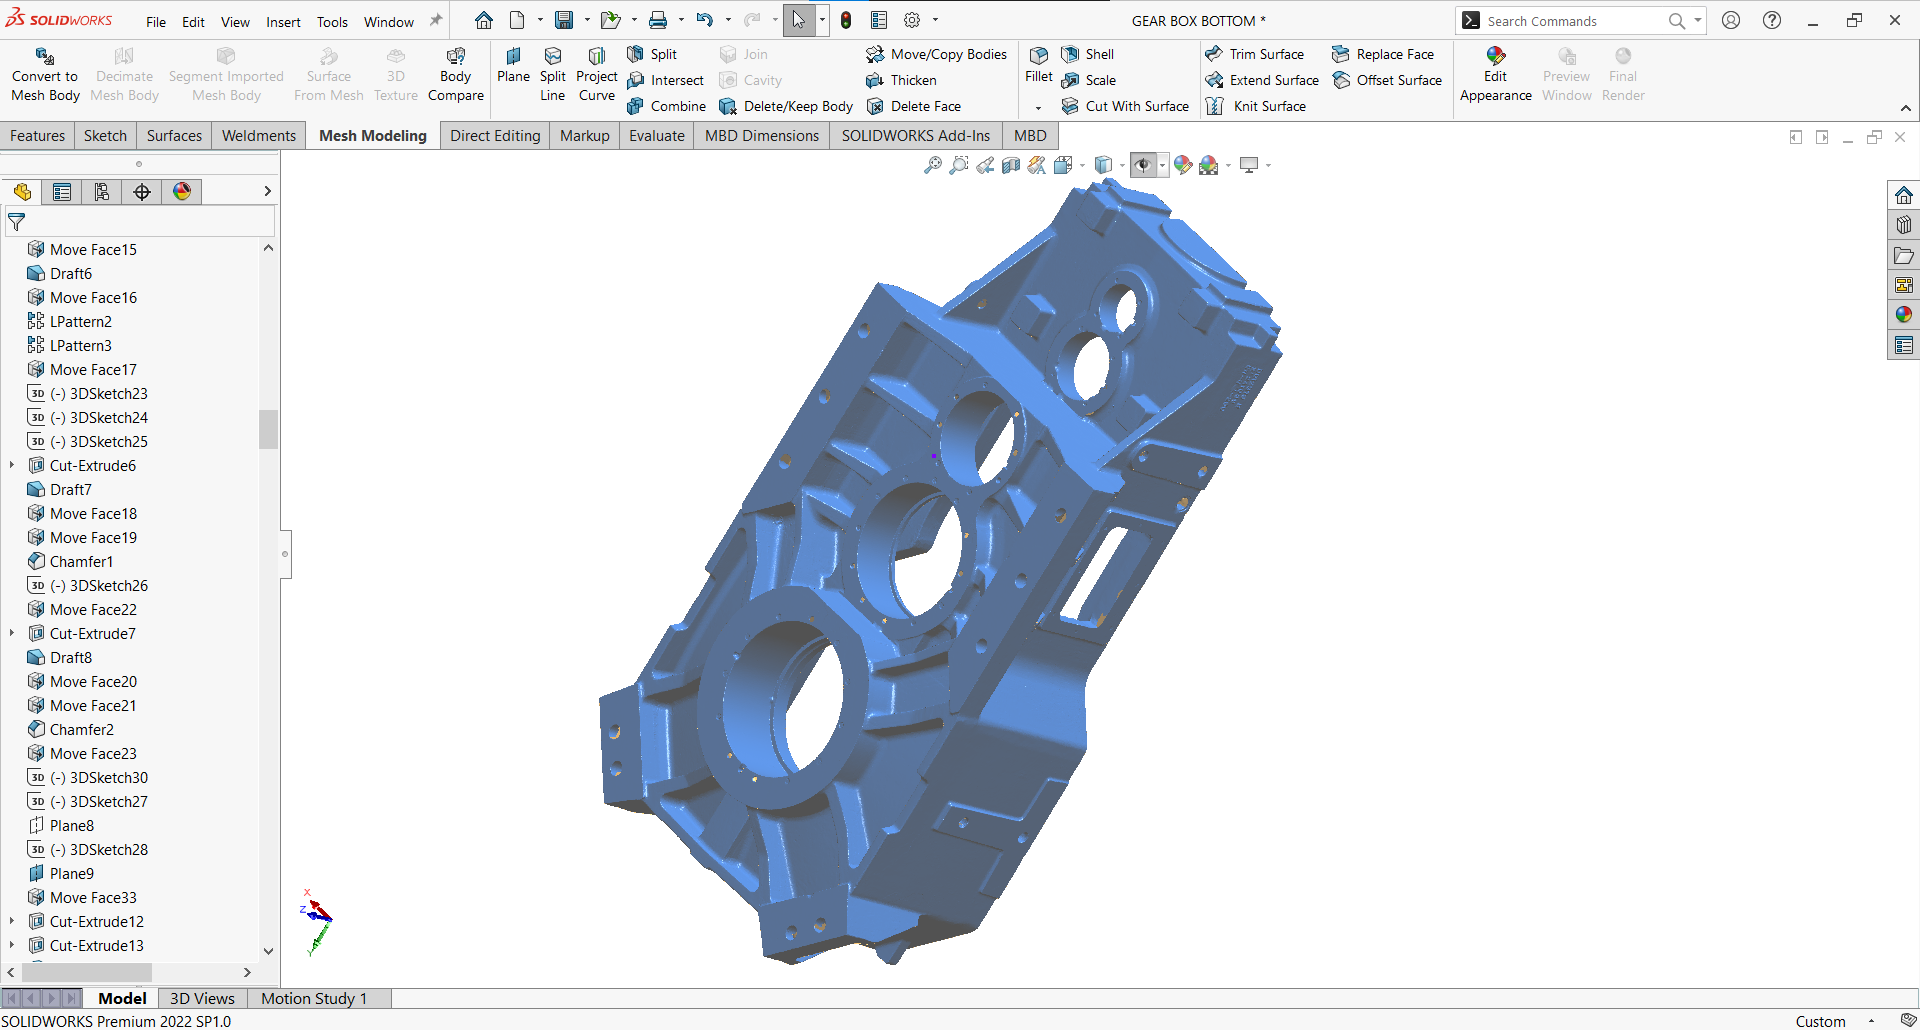 SOLIDWORKS File Edit View Insert Tools Window GEAR BOX BOTTOM * Search Commands
Convert to Mesh Body
Decimate Mesh Body
Segment Imported Mesh Body
Surface From Mesh
3D Texture
Body Compare
Plane
Split Line
Project Curve
Split
Intersect
Combine
Join
Cavity
Delete/Keep Body
Move/Copy Bodies
Thicken
Delete Face
Fillet
Shell
Scale
Cut With Surface
Trim Surface
Extend Surface
Knit Surface
Replace Face
Offset Surface
Edit Appearance
Preview Window
Final Render
Features Sketch Surfaces Weldments Mesh Modeling Direct Editing Markup Evaluate MBD Dimensions SOLIDWORKS Add-Ins MBD
Move Face15
Draft6
Move Face16
LPattern2
LPattern3
Move Face17
3D (-) 3DSketch23
3D (-) 3DSketch24
3D (-) 3DSketch25
Cut-Extrude6
Draft7
Move Face18
Move Face19
Chamfer1
3D (-) 3DSketch26
Move Face22
Cut-Extrude7
Draft8
Move Face20
Move Face21
Chamfer2
Move Face23
3D (-) 3DSketch30
3D (-) 3DSketch27
Plane8
3D (-) 3DSketch28
Plane9
Move Face33
Cut-Extrude12
Cut-Extrude13
X
Z
Y
Model 3D Views Motion Study 1
SOLIDWORKS Premium 2022 SP1.0 Custom